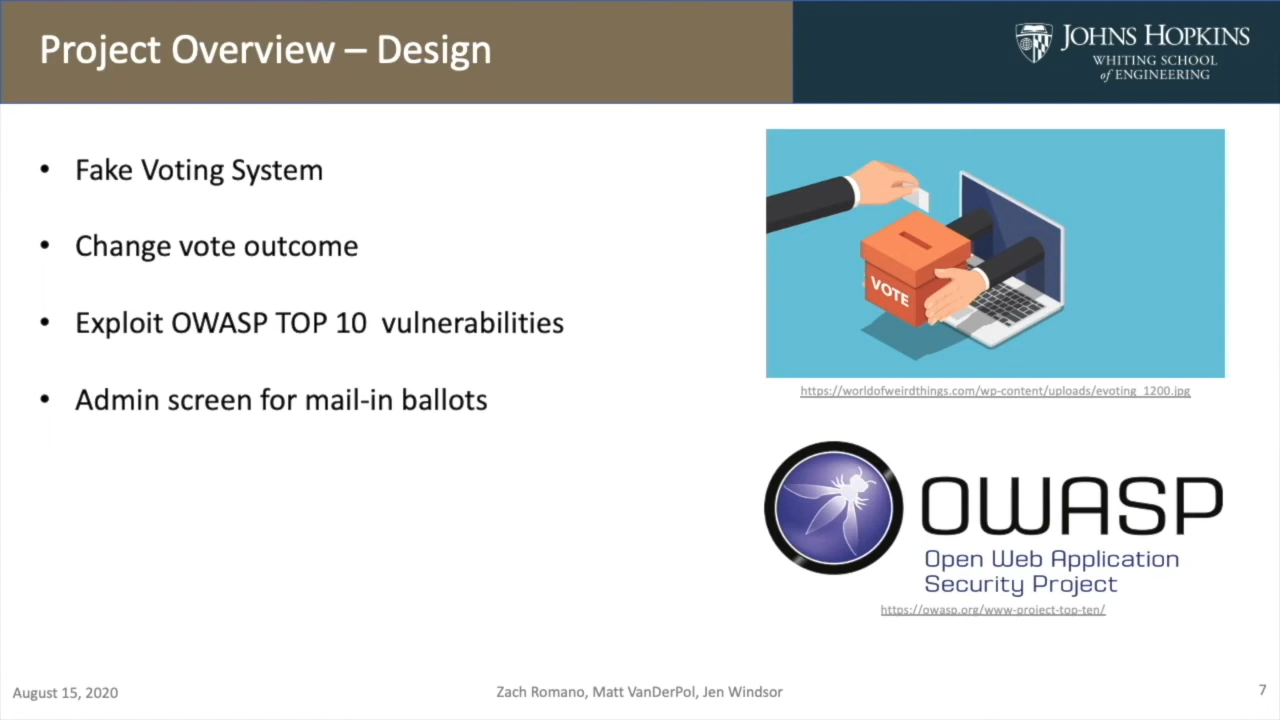 Project Overview – Design
JOHNS HOPKINS
WHITING SCHOOL
of ENGINEERING
• Fake Voting System
• Change vote outcome
• Exploit OWASP TOP 10  vulnerabilities
• Admin screen for mail-in ballots
VOTE
https://worldofweirdthings.com/wp-content/uploads/evoting_1200.jpg
OWASP
Open Web Application
Security Project
https://owasp.org/www-project-top-ten/
August 15, 2020
Zach Romano, Matt VanDerPol, Jen Windsor
7